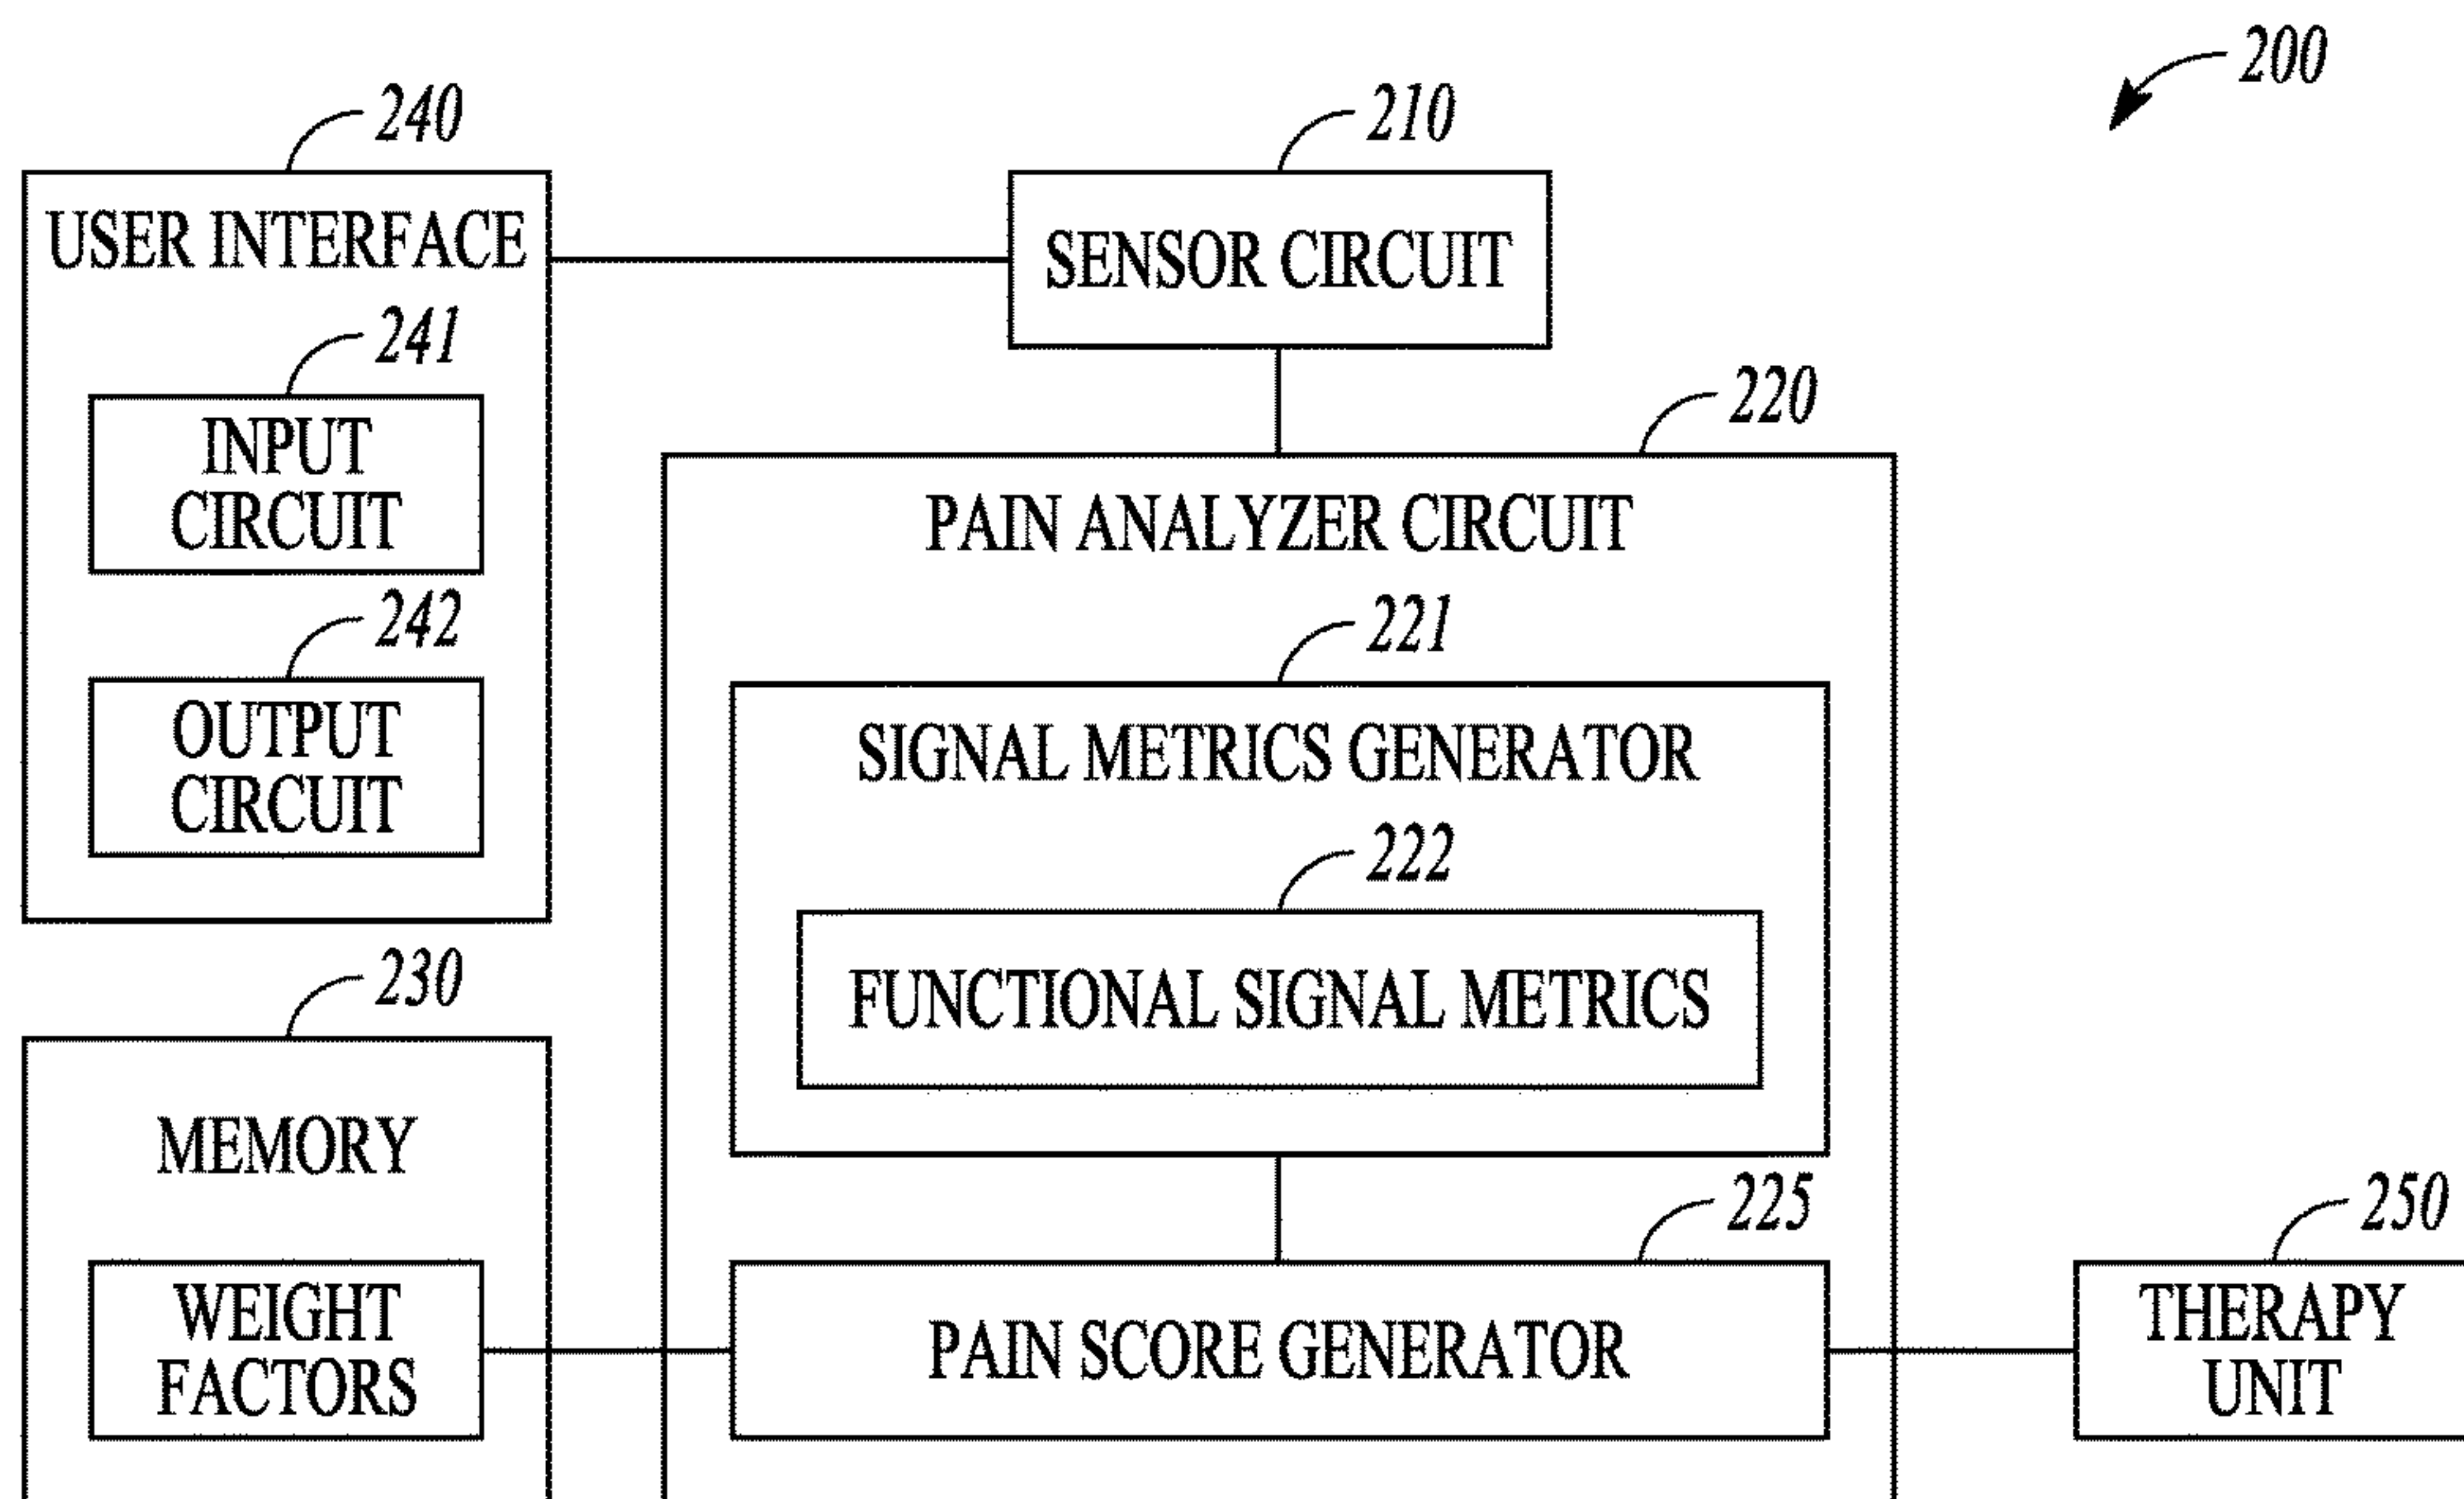 200
240
USER INTERFACE
241
INPUT
CIRCUIT
242
OUTPUT
CIRCUIT
210
SENSOR CIRCUIT
220
PAIN ANALYZER CIRCUIT
221
SIGNAL METRICS GENERATOR
222
FUNCTIONAL SIGNAL METRICS
230
MEMORY
WEIGHT
FACTORS
225
PAIN SCORE GENERATOR
250
THERAPY
UNIT